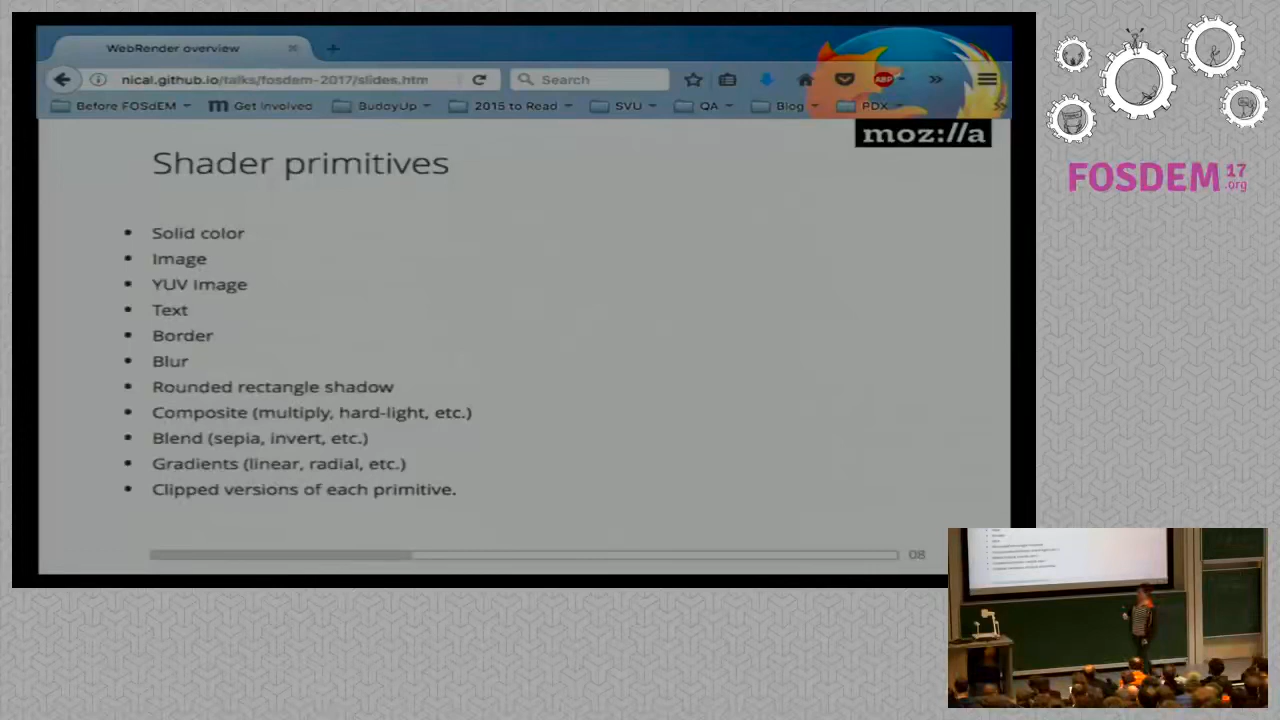 WebRender overview
nical.github.io/talks/fosdem-2017/slides.htm
Search
ABP
Before FOSdEM
Get Involved
BudayUp
2015 to Read
SVU
QA
Blog
PDX
moz://a
Shader primitives
Solid color
Image
YUV Image
Text
Border
Blur
Rounded rectangle shadow
Composite (multiply, hard-light, etc.)
Blend (sepia, invert, etc.)
Gradients (linear, radial, etc.)
Clipped versions of each primitive.
08
FOSDEM 17
.org